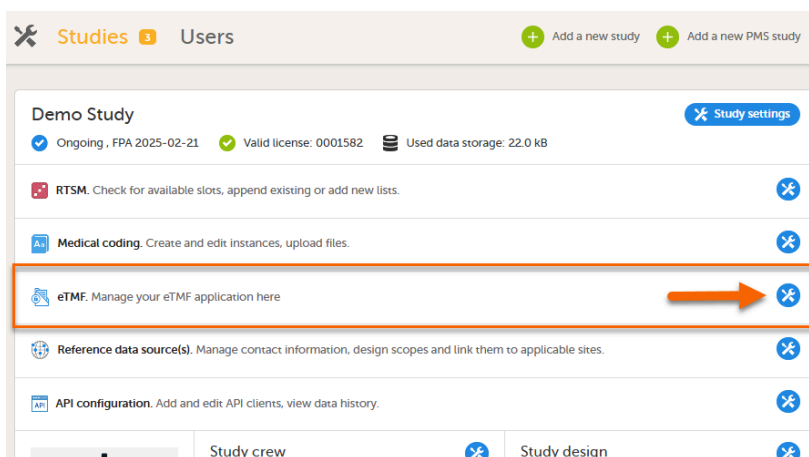 Studies 3 Users
Add a new study Add a new PMS study
Demo Study
Study settings
Ongoing , FPA 2025-02-21 Valid license: 0001582 Used data storage: 22.0 kB
RTSM. Check for available slots, append existing or add new lists.
Aa Medical coding. Create and edit instances, upload files.
eTMF. Manage your eTMF application here
Reference data source(s). Manage contact information, design scopes and link them to applicable sites.
API API configuration. Add and edit API clients, view data history.
Study crew Study design